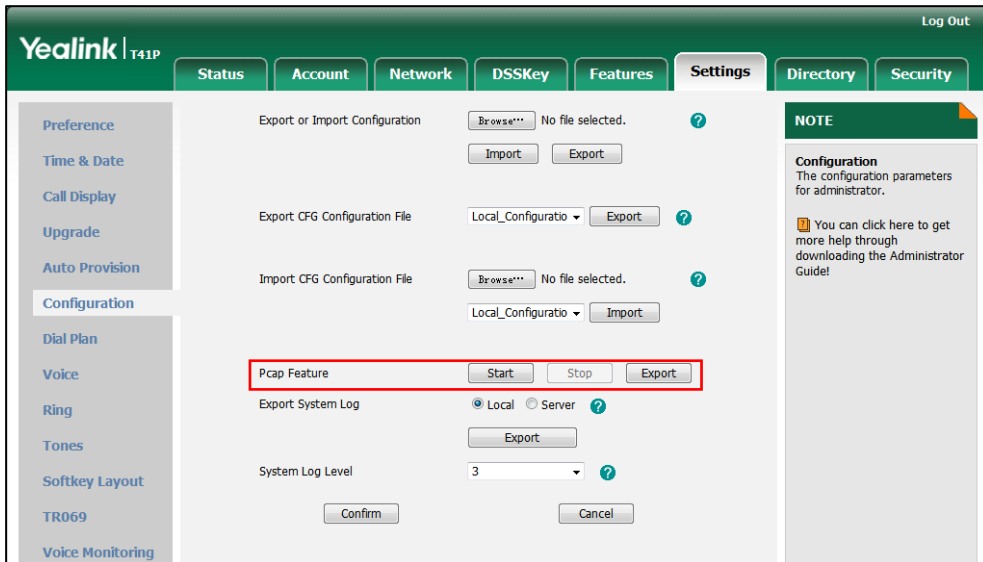 Log Out
Yealink T41P
Status Account Network DSSKey Features Settings Directory Security
Preference
Time & Date
Call Display
Upgrade
Auto Provision
Configuration
Dial Plan
Voice
Ring
Tones
Softkey Layout
TR069
Voice Monitoring
Export or Import Configuration Browse··· No file selected. ?
Import Export
Export CFG Configuration File Local_Configuratio Export ?
Import CFG Configuration File Browse··· No file selected. ?
Local_Configuratio Import
Pcap Feature Start Stop Export
Export System Log Local Server ?
Export
System Log Level 3 ?
Confirm Cancel
NOTE
Configuration
The configuration parameters
for administrator.
? You can click here to get
more help through
downloading the Administrator
Guide!